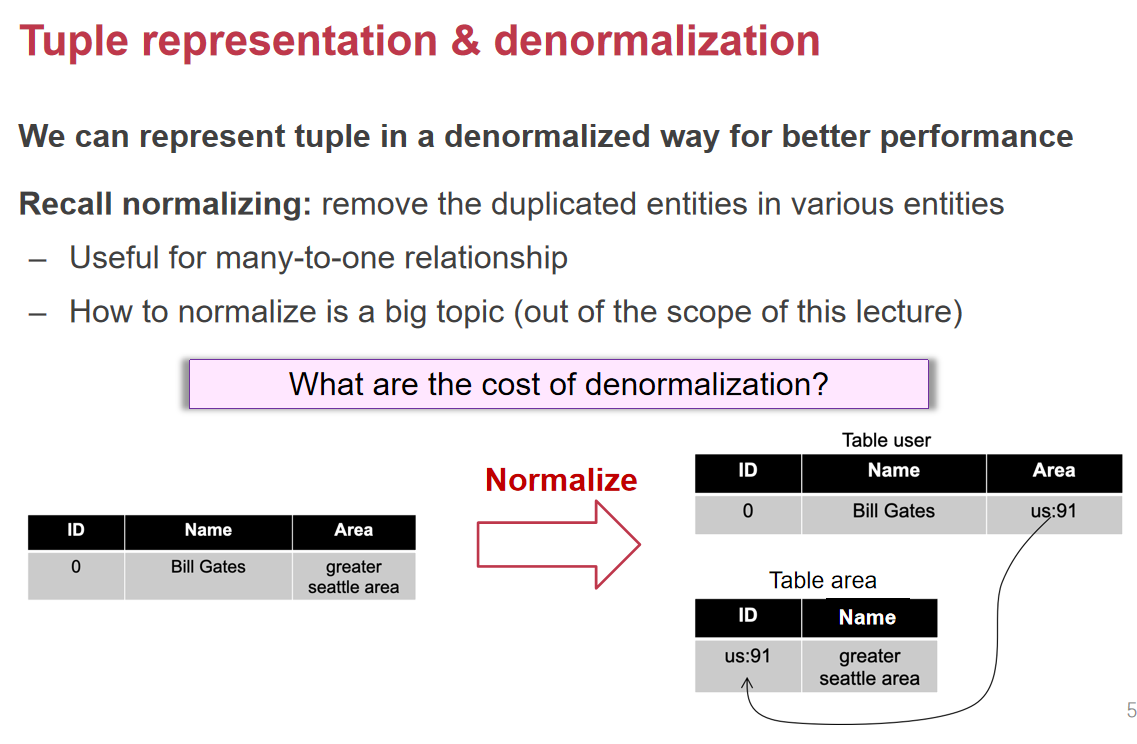 Tuple representation & denormalization
We can represent tuple in a denormalized way for better performance
Recall normalizing: remove the duplicated entities in various entities
– Useful for many-to-one relationship
– How to normalize is a big topic (out of the scope of this lecture)
What are the cost of denormalization?
ID Name Area
0 Bill Gates greater
seattle area
Normalize
Table user
ID Name Area
0 Bill Gates us:91
Table area
ID Name
us:91 greater
seattle area
5